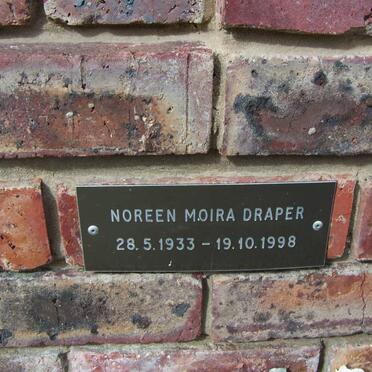 NOREEN MOIRA DRAPER
28.5.1933 – 19.10.1998